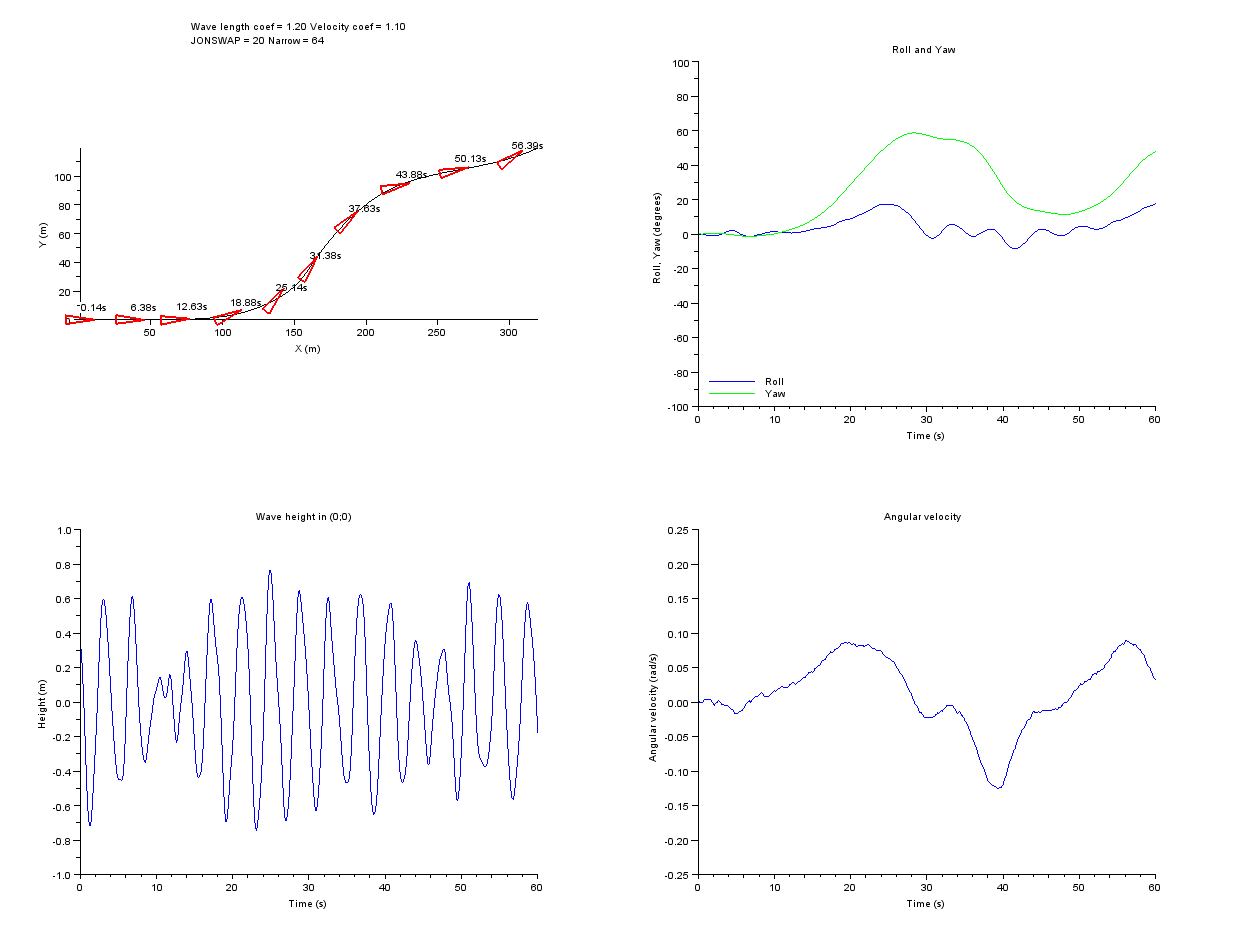 Wave length coef = 1.20 Velocity coef = 1.10
JONSWAP = 20 Narrow = 64
Y (m)
100
80
60
40
20
0.14s
6.38s
12.63s
18.88s
25.14s
31.38s
37.63s
43.88s
50.13s
56.39s
50
100
150
200
250
300
X (m)
Roll and Yaw
Roll, Yaw (degrees)
100
80
60
40
20
0
-20
-40
-60
-80
-100
Roll
Yaw
0
10
20
30
40
50
60
Time (s)
Wave height in (0;0)
Height (m)
1.0
0.8
0.6
0.4
0.2
0.0
-0.2
-0.4
-0.6
-0.8
-1.0
0
10
20
30
40
50
60
Time (s)
Angular velocity
Angular velocity (rad/s)
0.25
0.20
0.15
0.10
0.05
0.00
-0.05
-0.10
-0.15
-0.20
-0.25
0
10
20
30
40
50
60
Time (s)